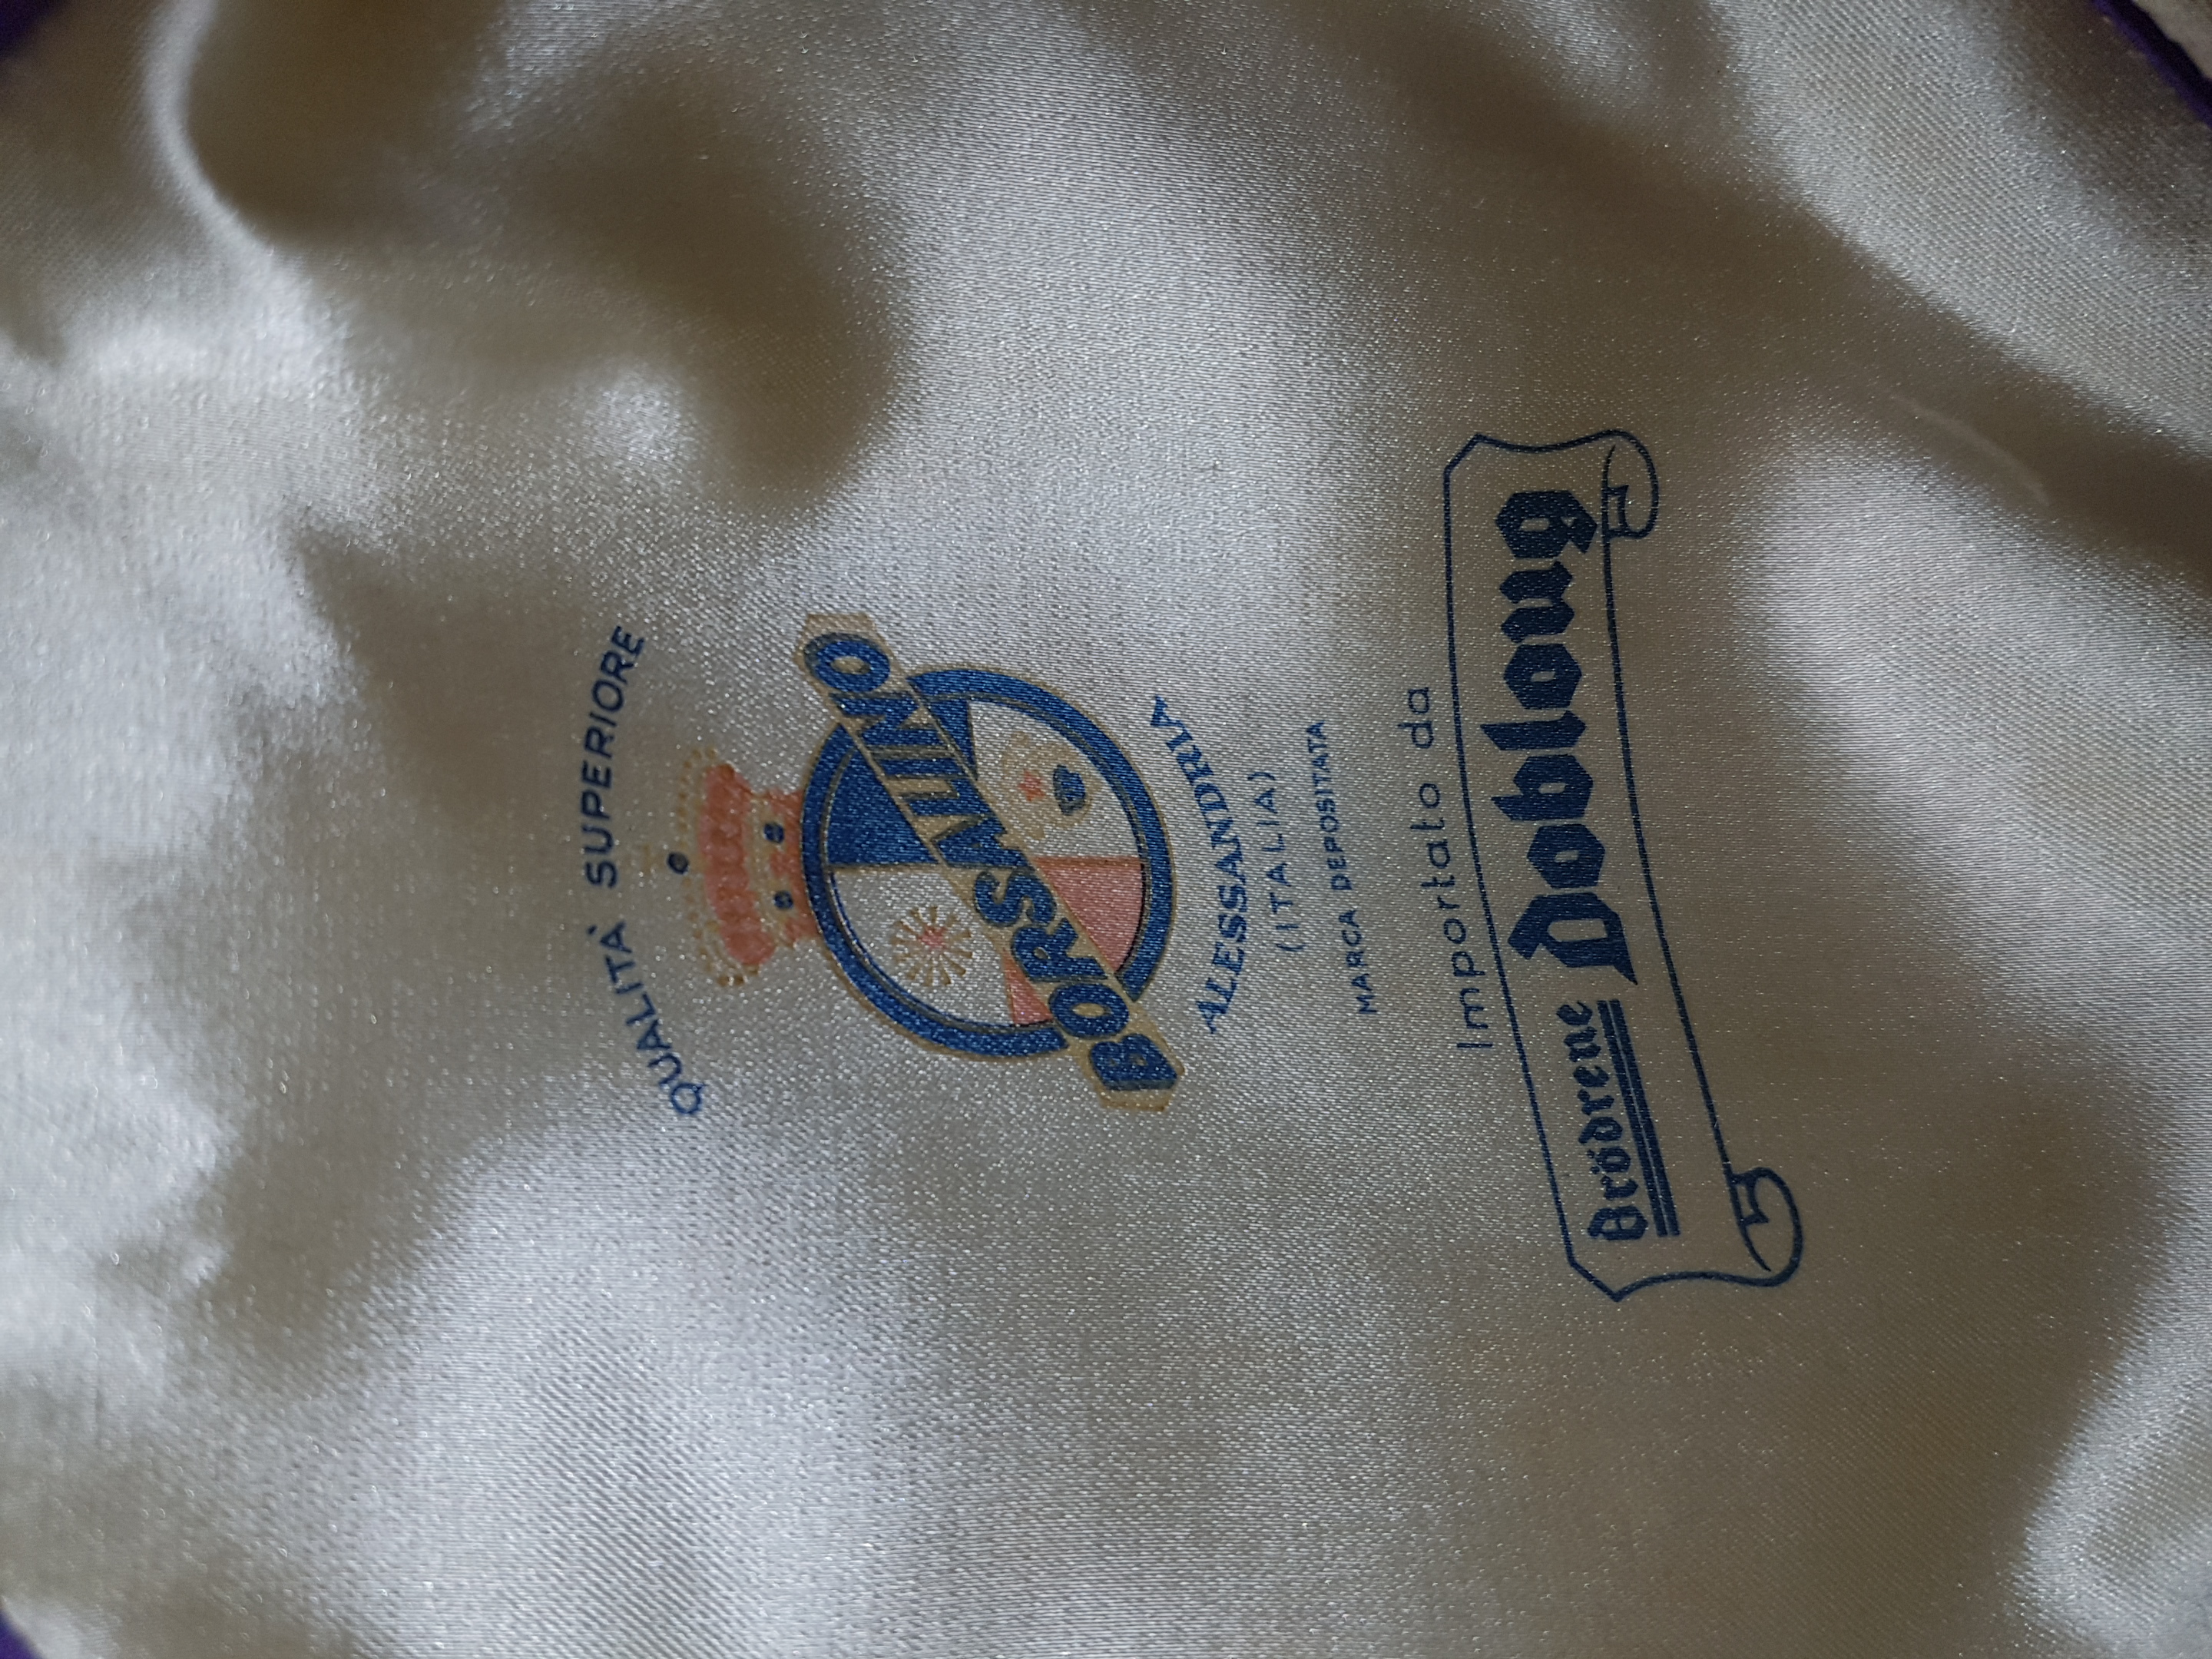 QUALITÀ SUPERIORE
BORSALINO
ALESSANDRIA
(ITALIA)
MARCA DEPOSITATA
Importato da
Brödrene Dobloug